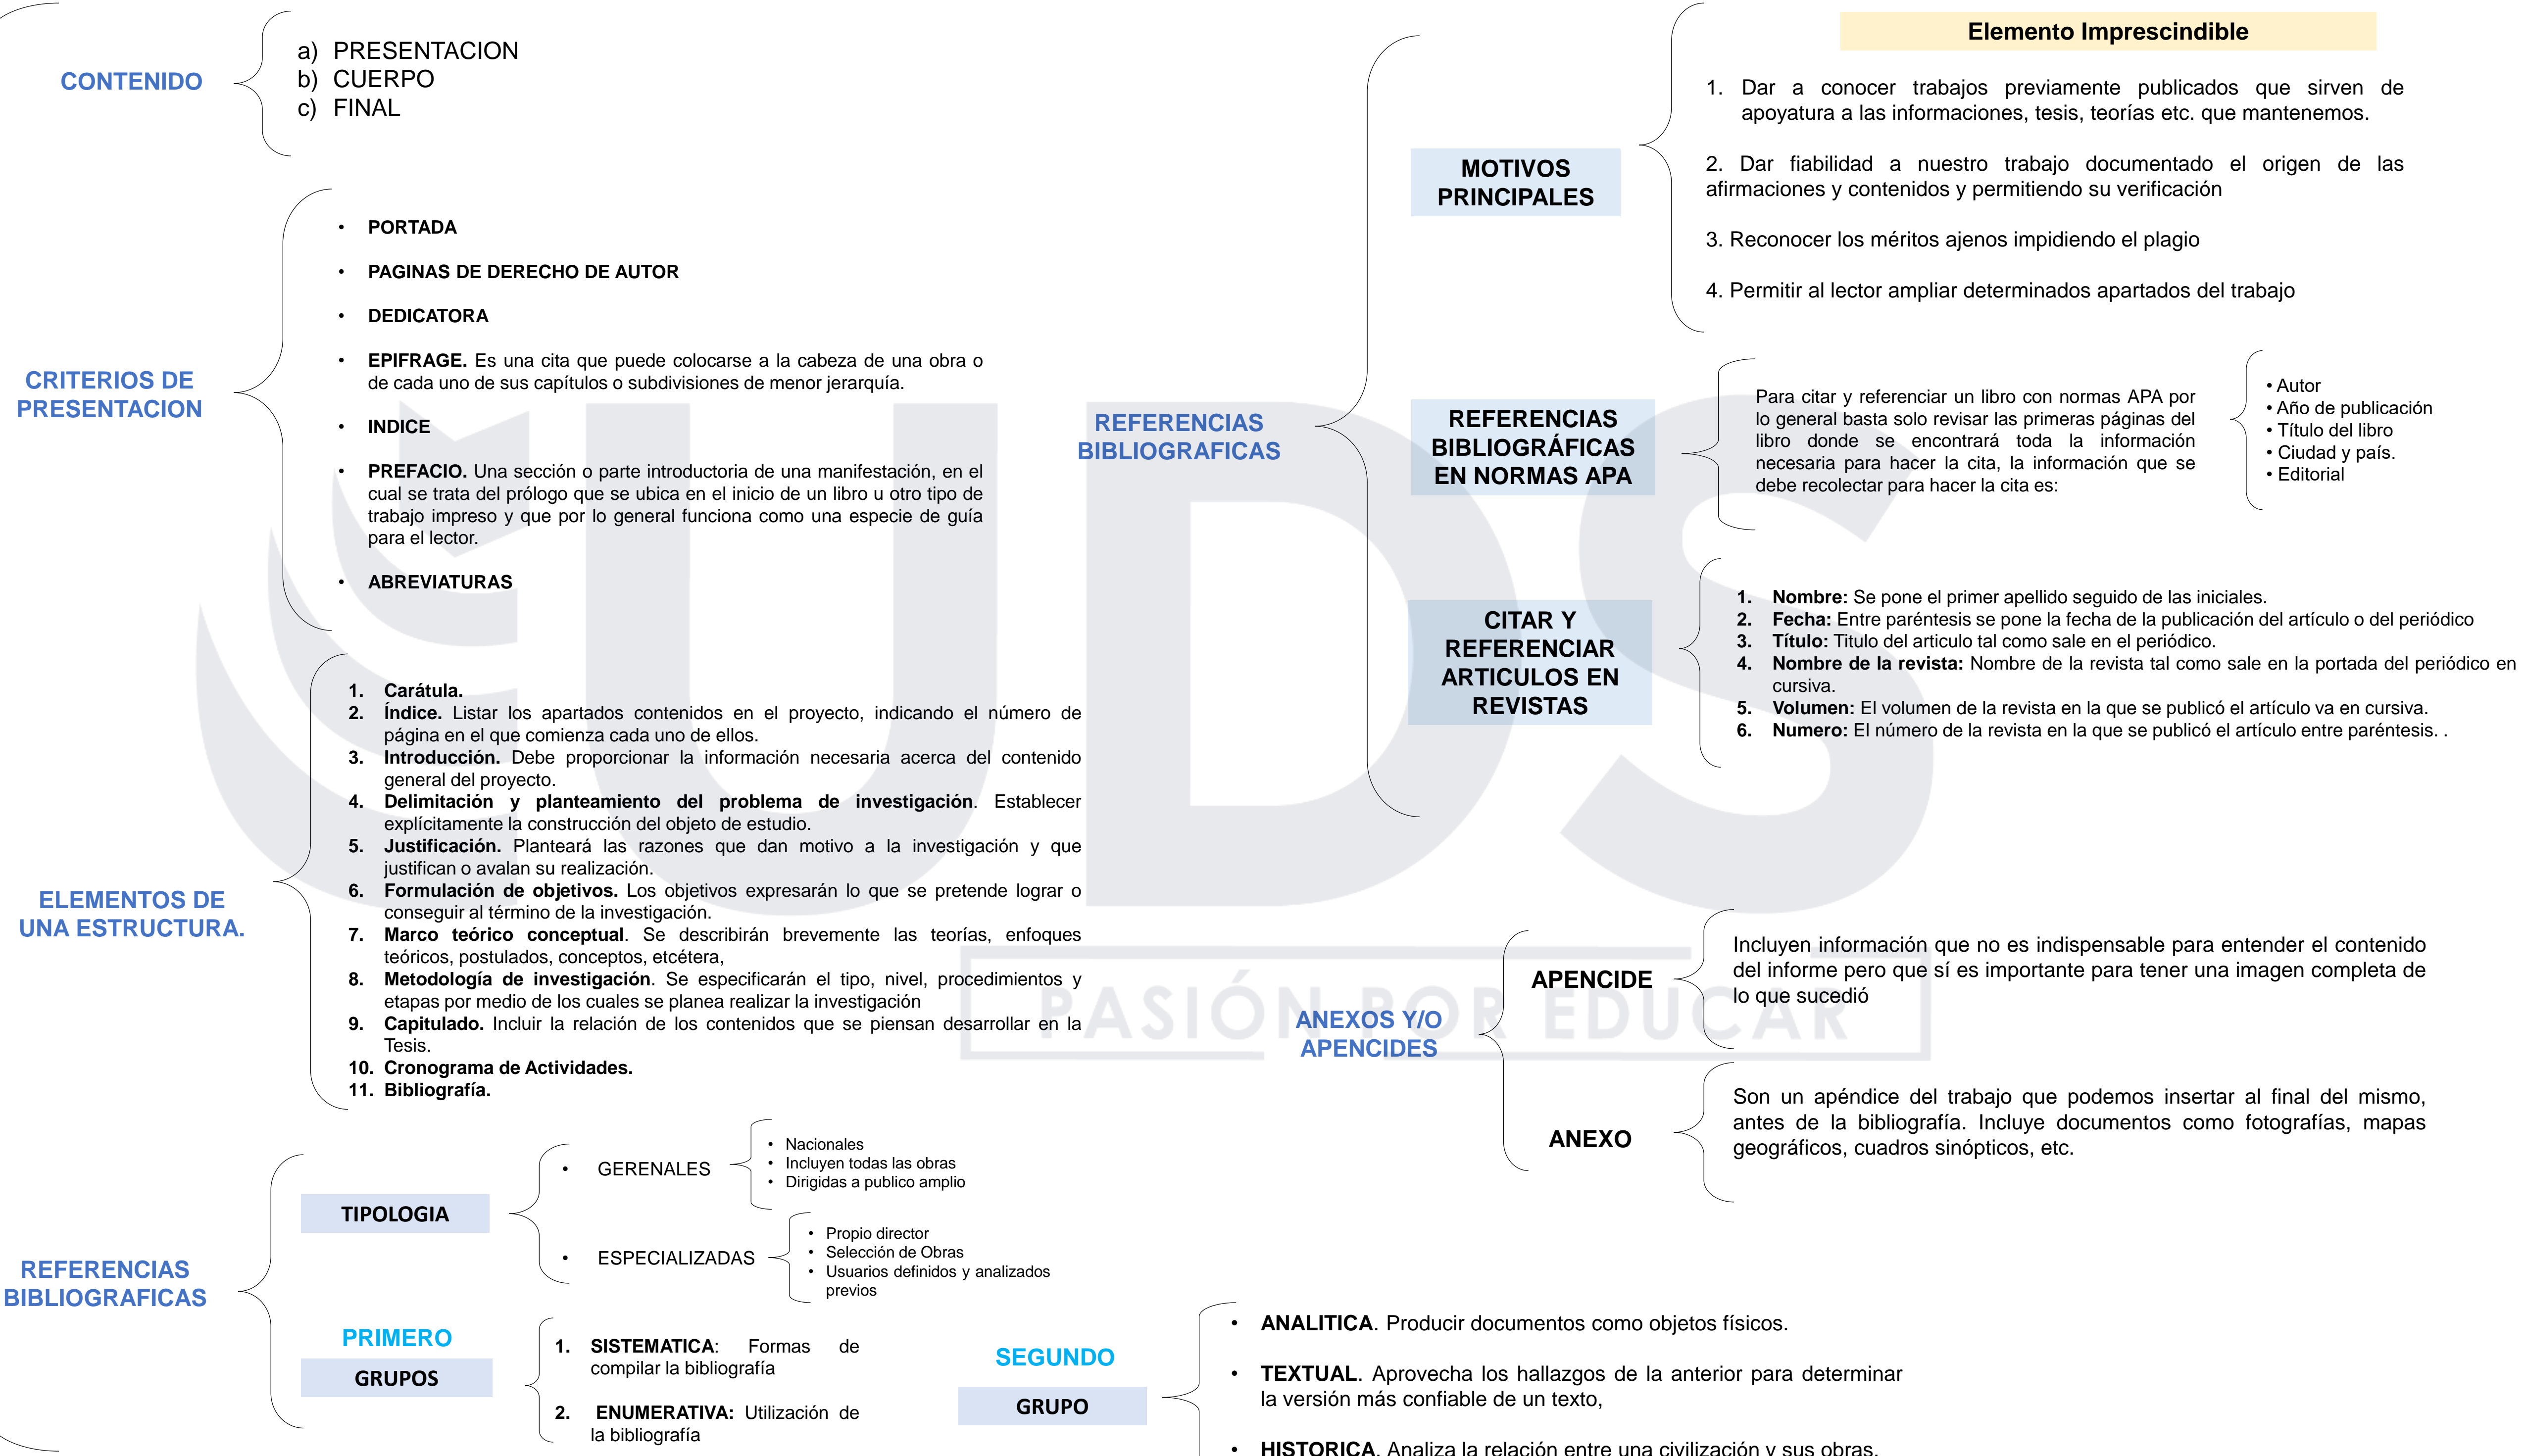 CONTENIDO
a) PRESENTACION
b) CUERPO
c) FINAL
CRITERIOS DE
PRESENTACION
• PORTADA
• PAGINAS DE DERECHO DE AUTOR
• DEDICATORA
• EPIFRAGE. Es una cita que puede colocarse a la cabeza de una obra o
de cada uno de sus capítulos o subdivisiones de menor jerarquía.
• INDICE
• PREFACIO. Una sección o parte introductoria de una manifestación, en el
cual se trata del prólogo que se ubica en el inicio de un libro u otro tipo de
trabajo impreso y que por lo general funciona como una especie de guía
para el lector.
• ABREVIATURAS
ELEMENTOS DE
UNA ESTRUCTURA.
1. Carátula.
2. Índice. Listar los apartados contenidos en el proyecto, indicando el número de
página en el que comienza cada uno de ellos.
3. Introducción. Debe proporcionar la información necesaria acerca del contenido
general del proyecto.
4. Delimitación y planteamiento del problema de investigación. Establecer
explícitamente la construcción del objeto de estudio.
5. Justificación. Planteará las razones que dan motivo a la investigación y que
justifican o avalan su realización.
6. Formulación de objetivos. Los objetivos expresarán lo que se pretende lograr o
conseguir al término de la investigación.
7. Marco teórico conceptual. Se describirán brevemente las teorías, enfoques
teóricos, postulados, conceptos, etcétera,
8. Metodología de investigación. Se especificarán el tipo, nivel, procedimientos y
etapas por medio de los cuales se planea realizar la investigación
9. Capitulado. Incluir la relación de los contenidos que se piensan desarrollar en la
Tesis.
10. Cronograma de Actividades.
11. Bibliografía.
REFERENCIAS
BIBLIOGRAFICAS
TIPOLOGIA
• GERENALES
• Nacionales
• Incluyen todas las obras
• Dirigidas a publico amplio
• ESPECIALIZADAS
• Propio director
• Selección de Obras
• Usuarios definidos y analizados
previos
PRIMERO
GRUPOS
1. SISTEMATICA: Formas de
compilar la bibliografía
2. ENUMERATIVA: Utilización de
la bibliografía
SEGUNDO
GRUPO
• ANALITICA. Producir documentos como objetos físicos.
• TEXTUAL. Aprovecha los hallazgos de la anterior para determinar
la versión más confiable de un texto,
• HISTORICA. Analiza la relación entre una civilización y sus obras.
REFERENCIAS
BIBLIOGRAFICAS
MOTIVOS
PRINCIPALES
Elemento Imprescindible
1. Dar a conocer trabajos previamente publicados que sirven de
apoyatura a las informaciones, tesis, teorías etc. que mantenemos.
2. Dar fiabilidad a nuestro trabajo documentado el origen de las
afirmaciones y contenidos y permitiendo su verificación
3. Reconocer los méritos ajenos impidiendo el plagio
4. Permitir al lector ampliar determinados apartados del trabajo
REFERENCIAS
BIBLIOGRÁFICAS
EN NORMAS APA
Para citar y referenciar un libro con normas APA por
lo general basta solo revisar las primeras páginas del
libro donde se encontrará toda la información
necesaria para hacer la cita, la información que se
debe recolectar para hacer la cita es:
• Autor
• Año de publicación
• Título del libro
• Ciudad y país.
• Editorial
CITAR Y
REFERENCIAR
ARTICULOS EN
REVISTAS
1. Nombre: Se pone el primer apellido seguido de las iniciales.
2. Fecha: Entre paréntesis se pone la fecha de la publicación del artículo o del periódico
3. Título: Titulo del articulo tal como sale en el periódico.
4. Nombre de la revista: Nombre de la revista tal como sale en la portada del periódico en
cursiva.
5. Volumen: El volumen de la revista en la que se publicó el artículo va en cursiva.
6. Numero: El número de la revista en la que se publicó el artículo entre paréntesis. .
ANEXOS Y/O
APENCIDES
APENCIDE
Incluyen información que no es indispensable para entender el contenido
del informe pero que sí es importante para tener una imagen completa de
lo que sucedió
ANEXO
Son un apéndice del trabajo que podemos insertar al final del mismo,
antes de la bibliografía. Incluye documentos como fotografías, mapas
geográficos, cuadros sinópticos, etc.
UDS
PASIÓN POR EDUCAR